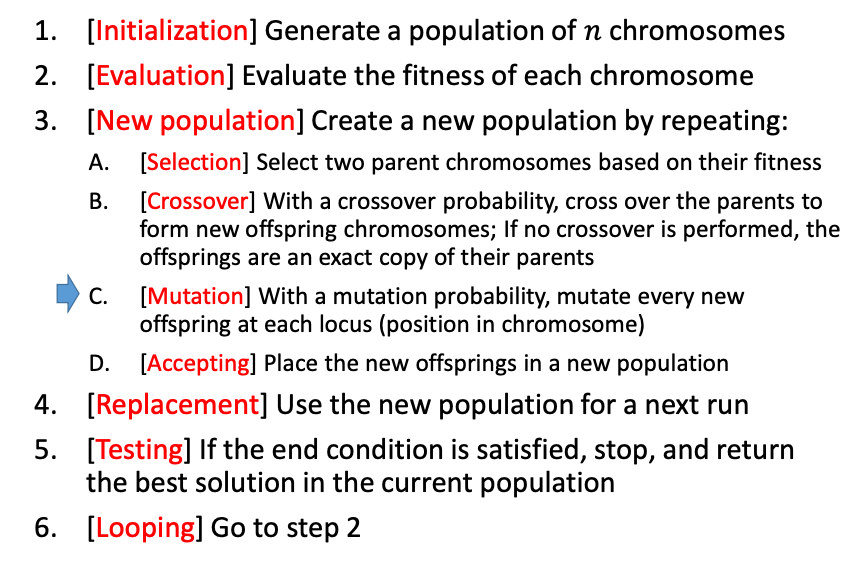 1. [Initialization] Generate a population of n chromosomes
2. [Evaluation] Evaluate the fitness of each chromosome
3. [New population] Create a new population by repeating:
A. [Selection] Select two parent chromosomes based on their fitness
B. [Crossover] With a crossover probability, cross over the parents to
form new offspring chromosomes; If no crossover is performed, the
offsprings are an exact copy of their parents
C. [Mutation] With a mutation probability, mutate every new
offspring at each locus (position in chromosome)
D. [Accepting] Place the new offsprings in a new population
4. [Replacement] Use the new population for a next run
5. [Testing] If the end condition is satisfied, stop, and return
the best solution in the current population
6. [Looping] Go to step 2